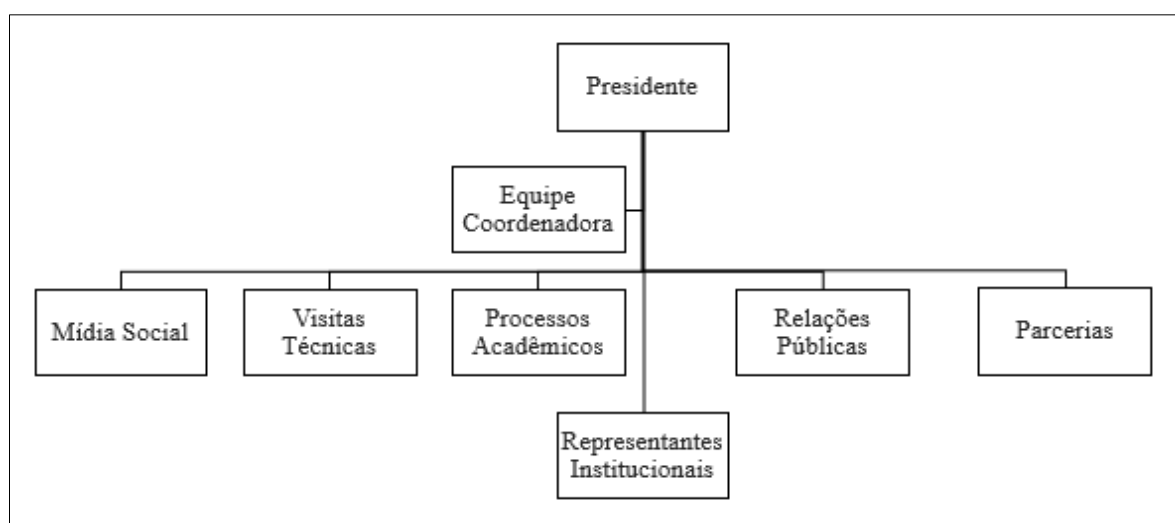 Presidente
Equipe
Coordenadora
Mídia Social
Visitas
Técnicas
Processos
Acadêmicos
Relações
Públicas
Parcerias
Representantes
Institucionais